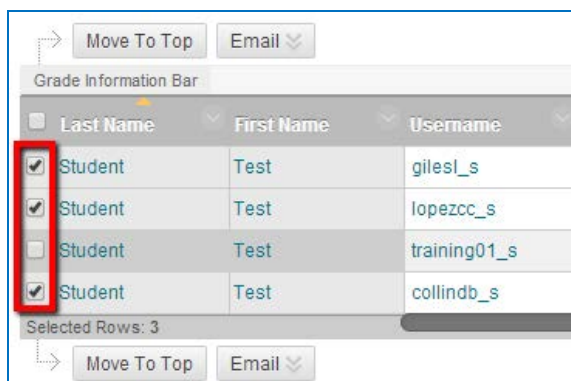 Move To Top Email
Grade Information Bar
Last Name First Name Username
Student Test gilesl_s
Student Test lopezcc_s
Student Test training01_s
Student Test collindb_s
Selected Rows: 3
Move To Top Email